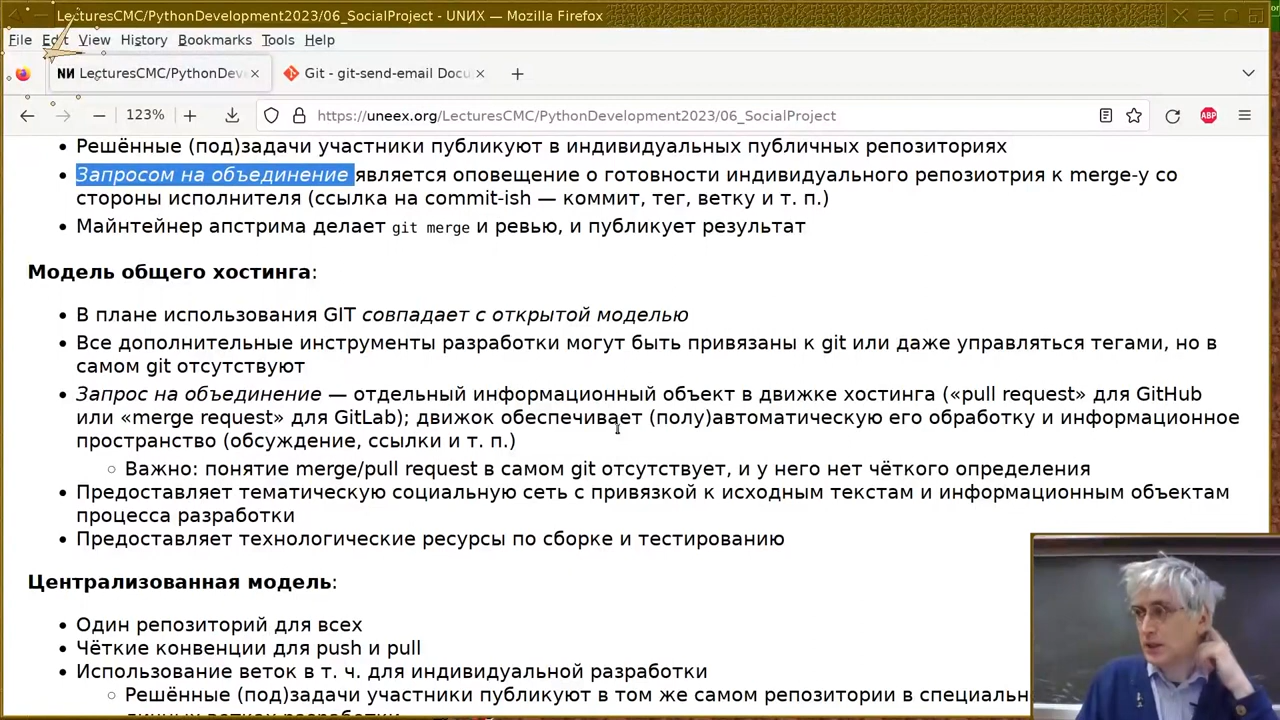 LecturesCMC/PythonDevelopment2023/06_SocialProject - UNИX — Mozilla Firefox
File Edit View History Bookmarks Tools Help
NИ LecturesCMC/PythonDev
Git - git-send-email Docu
123%
https://uneex.org/LecturesCMC/PythonDevelopment2023/06_SocialProject
ABP
• Решённые (под)задачи участники публикуют в индивидуальных публичных репозиториях
• Запросом на объединение является оповещение о готовности индивидуального репозиотрия к merge-у со
стороны исполнителя (ссылка на commit-ish — коммит, тег, ветку и т. п.)
• Майнтейнер апстрима делает git merge и ревью, и публикует результат
Модель общего хостинга:
• В плане использования GIT совпадает с открытой моделью
• Все дополнительные инструменты разработки могут быть привязаны к git или даже управляться тегами, но в
самом git отсутствуют
• Запрос на объединение — отдельный информационный объект в движке хостинга («pull request» для GitHub
или «merge request» для GitLab); движок обеспечивает (полу)автоматическую его обработку и информационное
пространство (обсуждение, ссылки и т. п.)
◦ Важно: понятие merge/pull request в самом git отсутствует, и у него нет чёткого определения
• Предоставляет тематическую социальную сеть с привязкой к исходным текстам и информационным объектам
процесса разработки
• Предоставляет технологические ресурсы по сборке и тестированию
Централизованная модель:
• Один репозиторий для всех
• Чёткие конвенции для push и pull
• Использование веток в т. ч. для индивидуальной разработки
◦ Решённые (под)задачи участники публикуют в том же самом репозитории в специальн